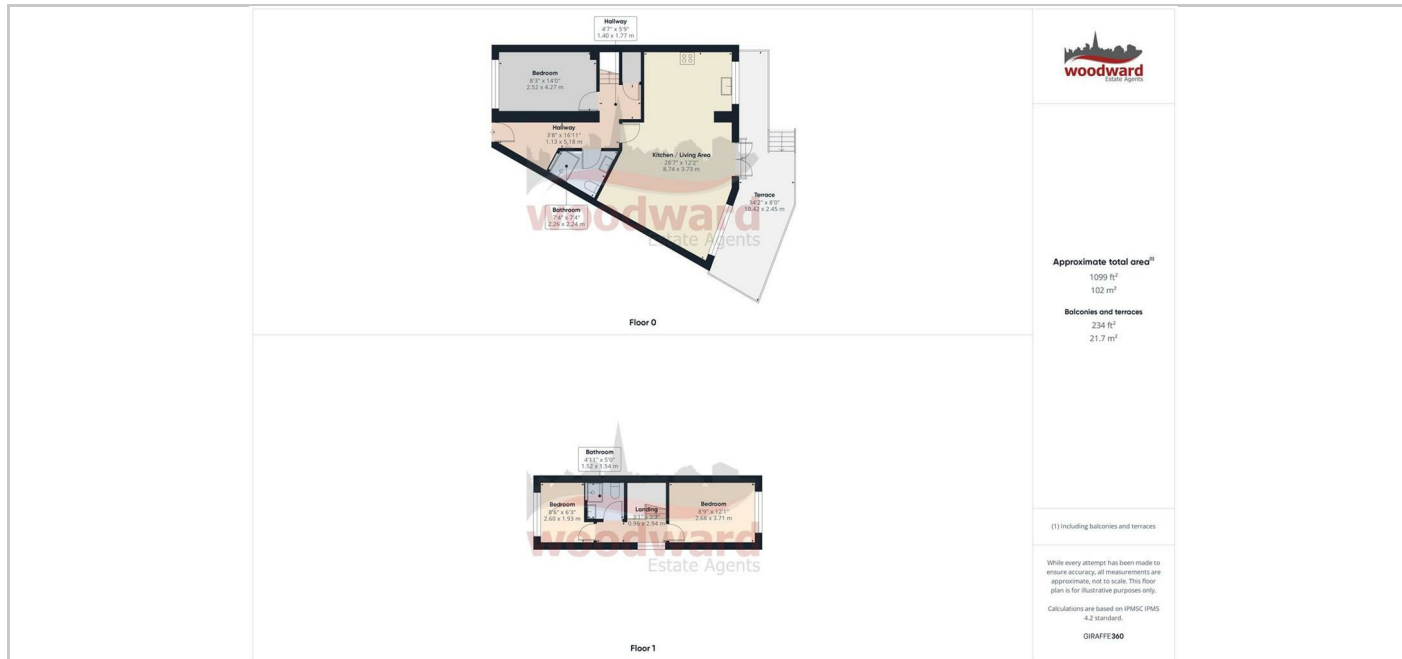 Hallway
4'7" x 5'9"
1.40 x 1.77 m
Bedroom
8'3" x 14'0"
2.52 x 4.27 m
Hallway
3'8" x 16'11"
1.13 x 5.18 m
Kitchen / Living Area
28'7" x 12'2"
8.74 x 3.73 m
Terrace
34'2" x 8'0"
10.42 x 2.45 m
Bathroom
7'4" x 7'4"
2.26 x 2.24 m
woodward
Estate Agents
Floor 0
Bathroom
4'11" x 5'0"
1.52 x 1.54 m
Bedroom
8'6" x 6'3"
2.60 x 1.93 m
Landing
0.96 x 2.94 m
Bedroom
8'9" x 12'1"
2.68 x 3.71 m
woodward
Estate Agents
Floor 1
woodward
Estate Agents
Approximate total area(1)
1099 ft²
102 m²
Balconies and terraces
234 ft²
21.7 m²
(1) Including balconies and terraces
While every attempt has been made to
ensure accuracy, all measurements are
approximate, not to scale. This floor
plan is for illustrative purposes only.
Calculations are based on IPMSC IPMS
4.2 standard.
GIRAFFE360